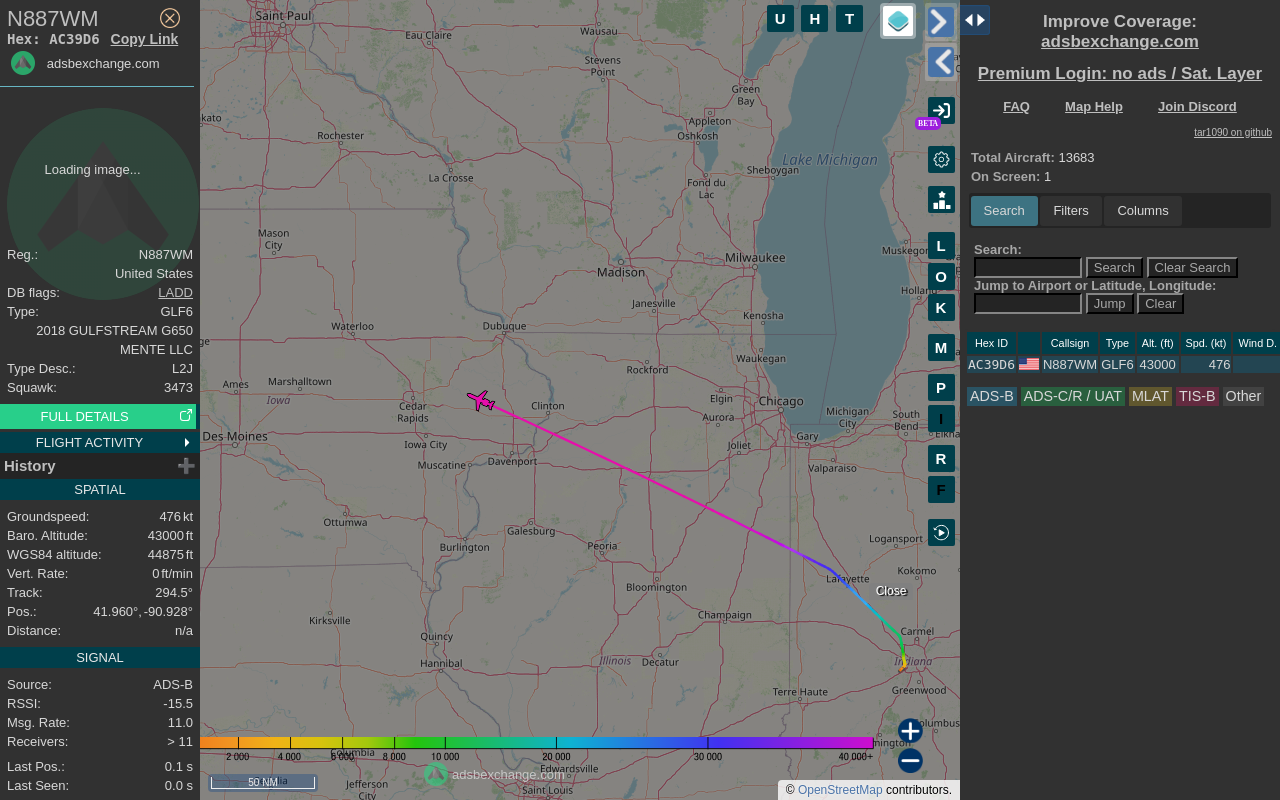 N887WM
Hex: AC39D6 Copy Link
adsbexchange.com
Loading image...
Reg.: N887WM
United States
DB flags: LADD
Type: GLF6
2018 GULFSTREAM G650
MENTE LLC
Type Desc.: L2J
Squawk: 3473
FULL DETAILS
FLIGHT ACTIVITY
History
SPATIAL
Groundspeed: 476 kt
Baro. Altitude: 43000 ft
WGS84 altitude: 44875 ft
Vert. Rate: 0 ft/min
Track: 294.5°
Pos.: 41.960°, -90.928°
Distance: n/a
SIGNAL
Source: ADS-B
RSSI: -15.5
Msg. Rate: 11.0
Receivers: > 11
Last Pos.: 0.1 s
Last Seen: 0.0 s
Saint Paul
Eau Claire
Wausau
Stevens
Point
Green
Bay
Appleton
Oshkosh
kato
Rochester
La Crosse
Fond du
Lac
Sheboygan
Lake Michigan
Mason
City
Madison
Milwaukee
Muskegon
Janesville
Holland
Kenosha
Waterloo
Dubuque
ge
Waukegan
Rockford
Ames
Marshalltown
Iowa
Cedar
Rapids
Clinton
Elgin
Chicago
Aurora
Michigan
City
South
Bend
Elkha
Des Moines
Iowa City
Joliet
Gary
Muscatine
Davenport
Valparaiso
Ottumwa
Galesburg
Logansport
Burlington
Peoria
Lafayette
Kokomo
Bloomington
Close
Kirksville
Champaign
Carmel
Quincy
Hannibal
Illinois
Decatur
Indiana
Terre Haute
Greenwood
Columbus
mington
Columbia
Edwardsville
Jefferson
City
Saint Louis
2 000 4 000 6 000 8 000 10 000 20 000 30 000 40 000+
adsbexchange.com
50 NM
© OpenStreetMap contributors.
U H T
BETA
L
O
K
M
P
I
R
F
Improve Coverage:
adsbexchange.com
Premium Login: no ads / Sat. Layer
FAQ Map Help Join Discord
tar1090 on github
Total Aircraft: 13683
On Screen: 1
Search Filters Columns
Search:
Search Clear Search
Jump to Airport or Latitude, Longitude:
Jump Clear
Hex ID Callsign Type Alt. (ft) Spd. (kt) Wind D.
AC39D6 N887WM GLF6 43000 476
ADS-B ADS-C/R / UAT MLAT TIS-B Other